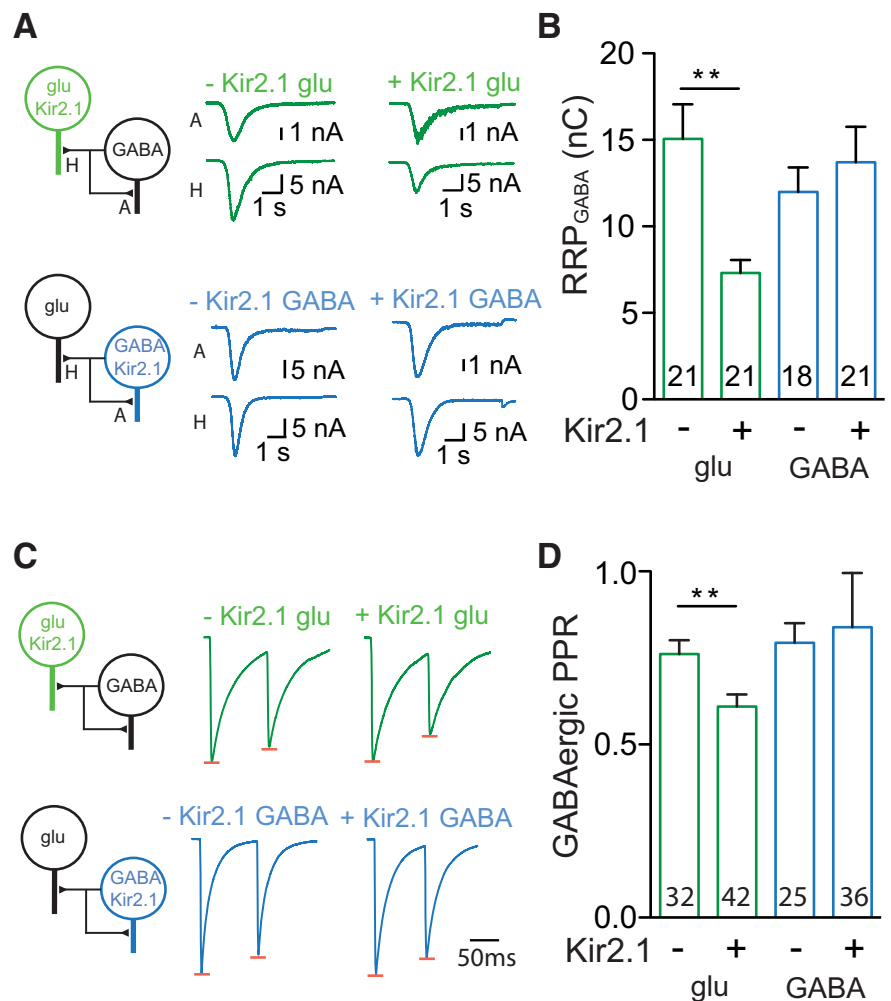 A
glu
Kir2.1
H
GABA
A
- Kir2.1 glu
+ Kir2.1 glu
A
1 nA
1 nA
H
5 nA
1 s
5 nA
1 s
glu
H
GABA
Kir2.1
A
- Kir2.1 GABA
+ Kir2.1 GABA
A
5 nA
1 nA
H
5 nA
1 s
5 nA
1 s
B
RRPGABA (nC)
20
15
10
5
0
**
21
21
18
21
Kir2.1 - + - +
glu GABA
C
glu
Kir2.1
GABA
- Kir2.1 glu
+ Kir2.1 glu
glu
GABA
Kir2.1
- Kir2.1 GABA
+ Kir2.1 GABA
50ms
D
GABAergic PPR
1.0
0.5
0.0
**
32
42
25
36
Kir2.1 - + - +
glu GABA